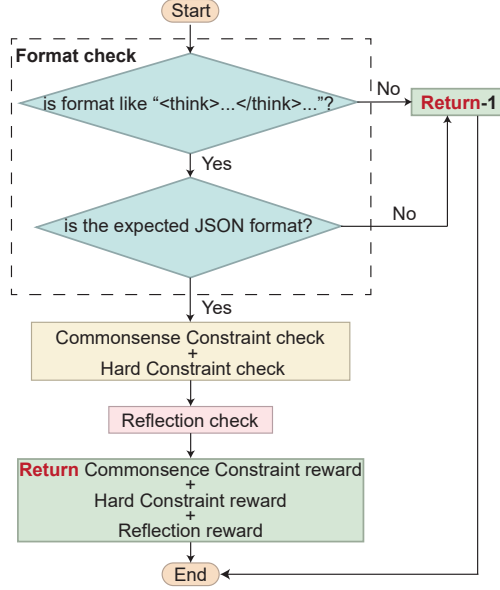 Start
Format check
is format like “<think>...</think>...”?
No
Return-1
Yes
is the expected JSON format?
No
Yes
Commonsense Constraint check
+
Hard Constraint check
Reflection check
Return Commonsence Constraint reward
+
Hard Constraint reward
+
Reflection reward
End